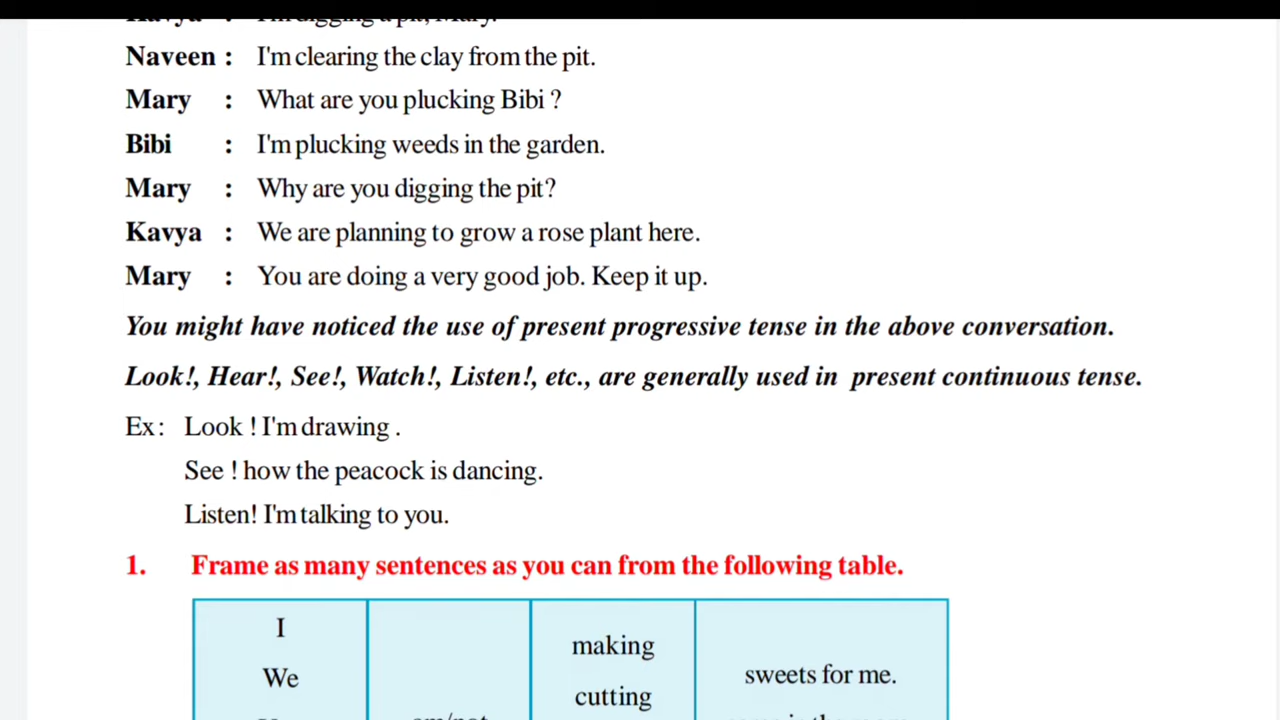 Naveen : I'm clearing the clay from the pit.
Mary : What are you plucking Bibi ?
Bibi : I'm plucking weeds in the garden.
Mary : Why are you digging the pit?
Kavya : We are planning to grow a rose plant here.
Mary : You are doing a very good job. Keep it up.
You might have noticed the use of present progressive tense in the above conversation.
Look!, Hear!, See!, Watch!, Listen!, etc., are generally used in present continuous tense.
Ex: Look ! I'm drawing .
See ! how the peacock is dancing.
Listen! I'm talking to you.
1. Frame as many sentences as you can from the following table.
I
making
We
sweets for me.
cutting